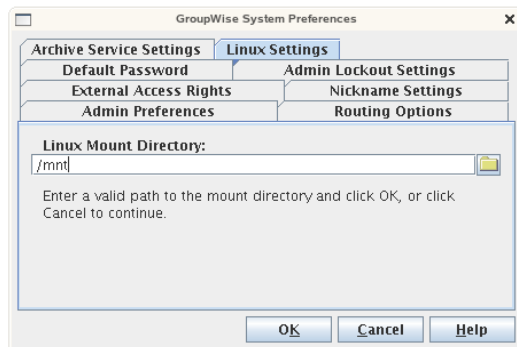 GroupWise System Preferences
Archive Service Settings Linux Settings
Default Password Admin Lockout Settings
External Access Rights Nickname Settings
Admin Preferences Routing Options
Linux Mount Directory:
/mnt
Enter a valid path to the mount directory and click OK, or click
Cancel to continue.
OK Cancel Help